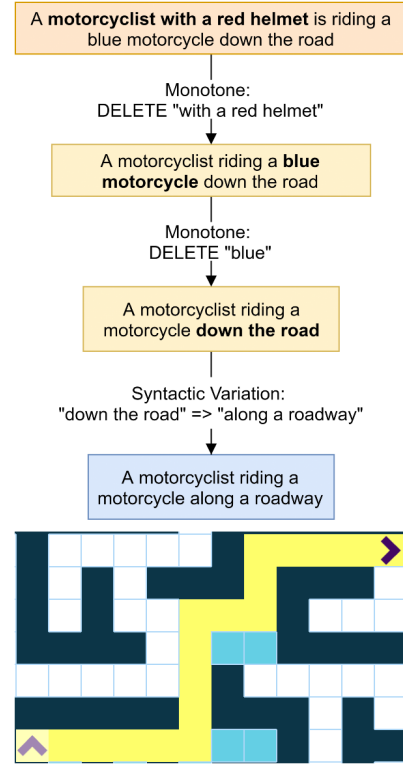 A motorcyclist with a red helmet is riding a
blue motorcycle down the road
Monotone:
DELETE "with a red helmet"
A motorcyclist riding a blue
motorcycle down the road
Monotone:
DELETE "blue"
A motorcyclist riding a
motorcycle down the road
Syntactic Variation:
"down the road" => "along a roadway"
A motorcyclist riding a
motorcycle along a roadway